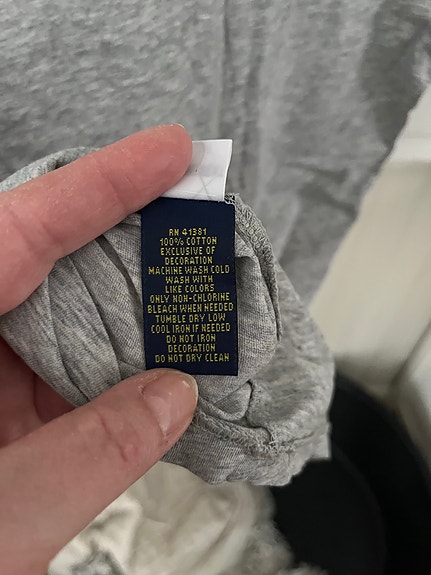 RN 41381
100% COTTON
EXCLUSIVE OF
DECORATION
MACHINE WASH COLD
WASH WITH
LIKE COLORS
ONLY NON-CHLORINE
BLEACH WHEN NEEDED
TUMBLE DRY LOW
COOL IRON IF NEEDED
DO NOT IRON
DECORATION
DO NOT DRY CLEAN